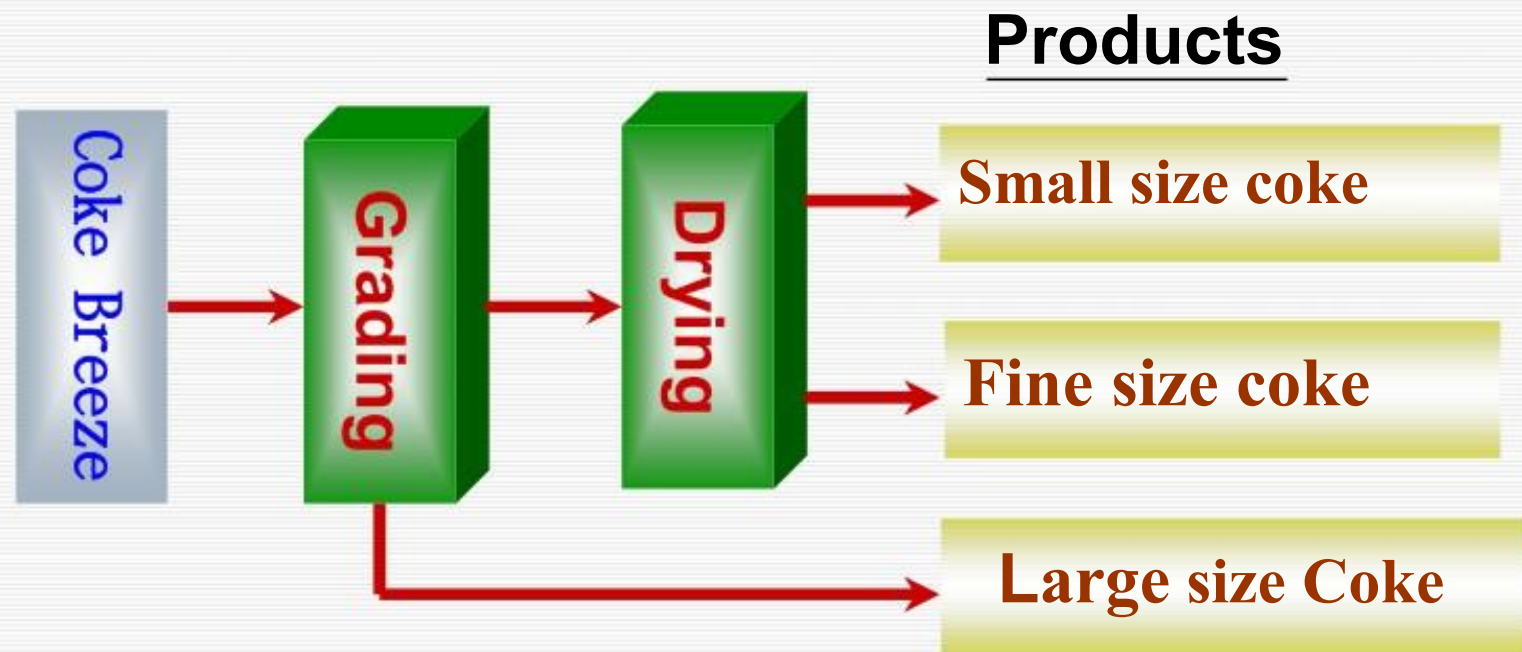 Products
Coke Breeze
Grading
Drying
Small size coke
Fine size coke
Large size Coke